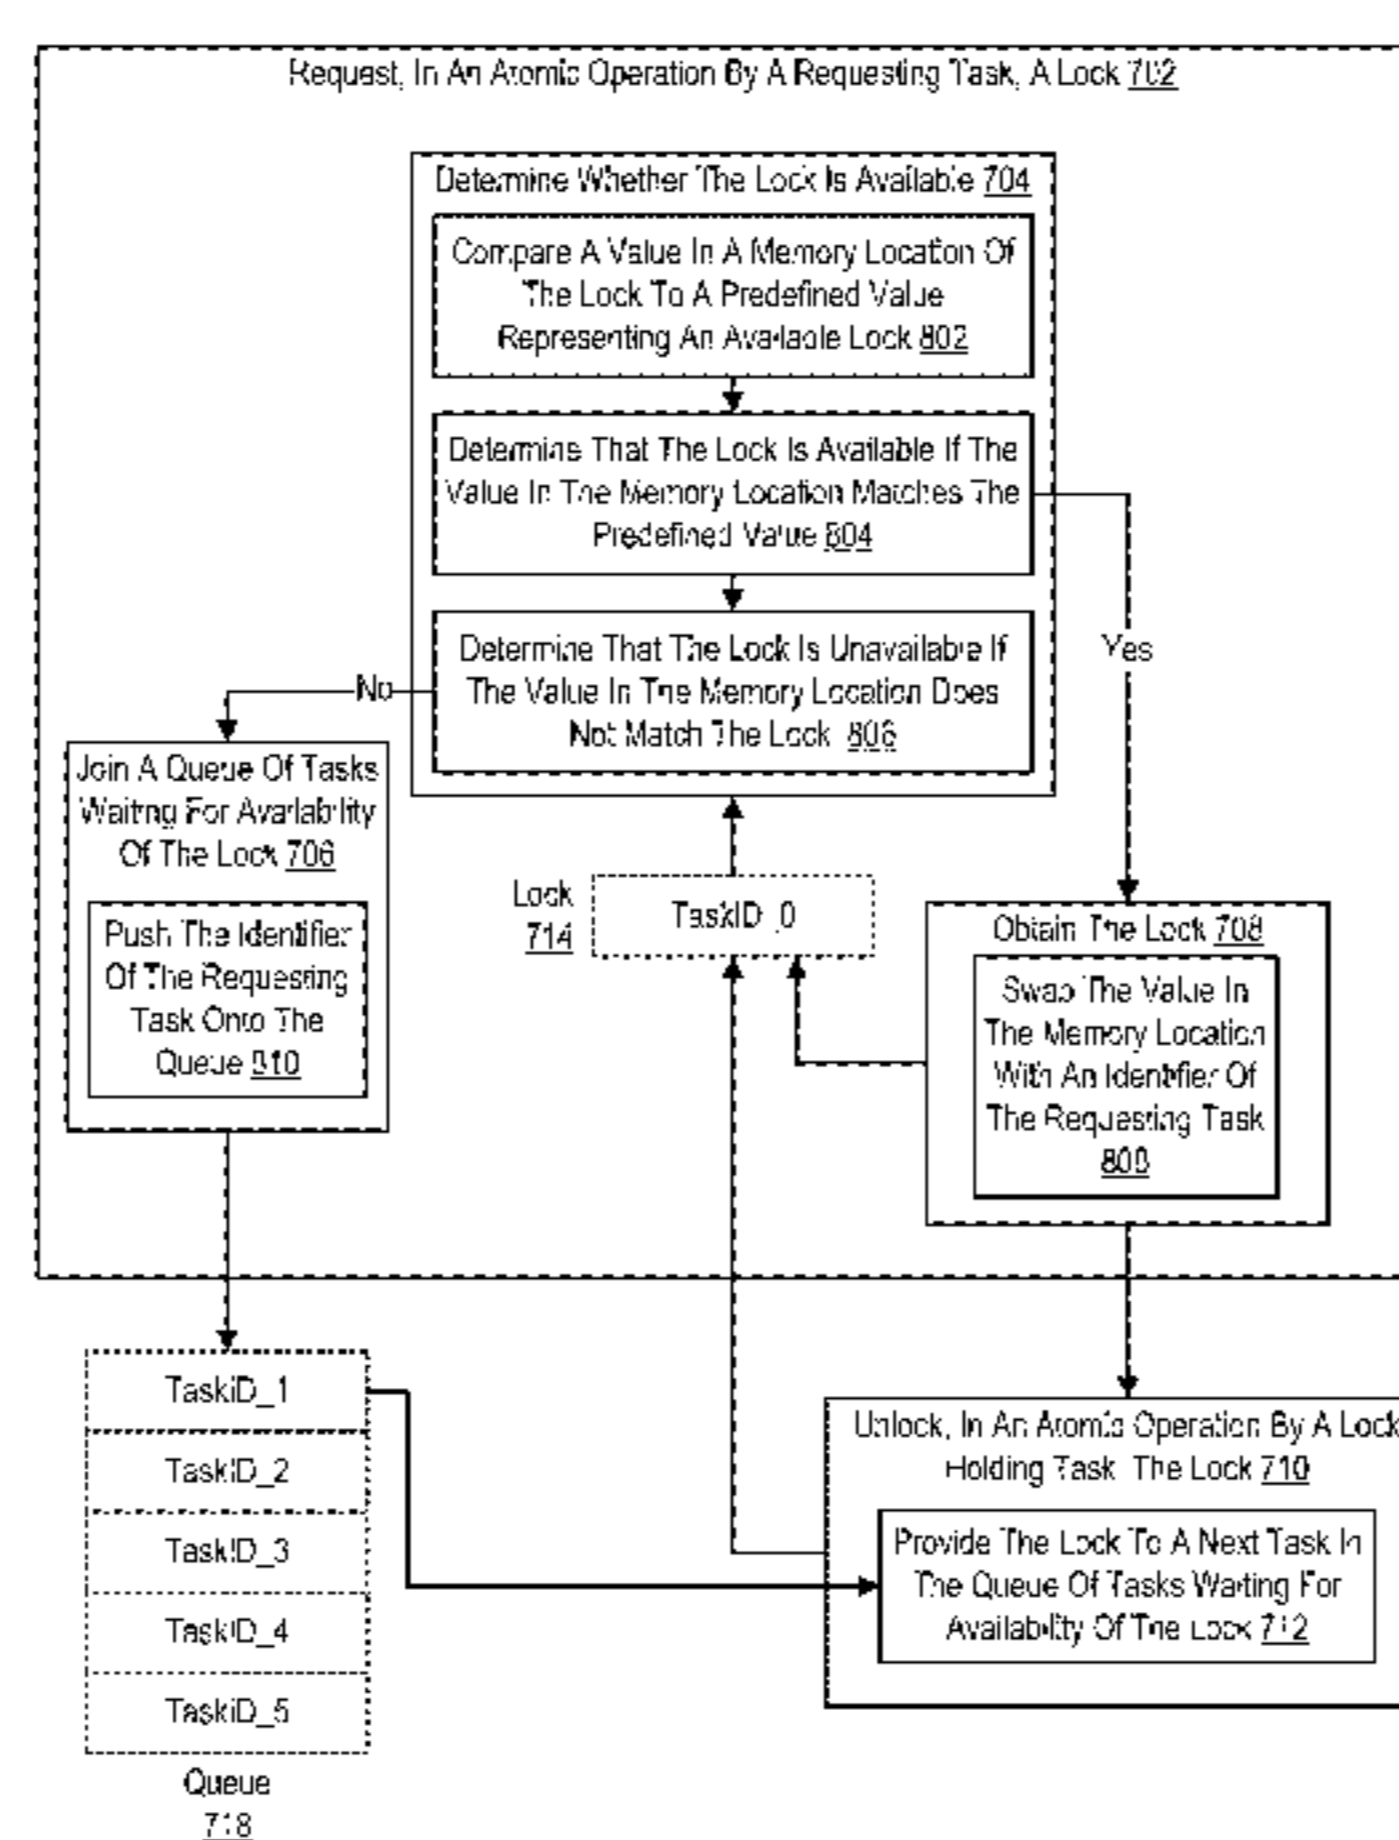 Request, In An Atomic Operation By A Requesting Task, A Lock 702
Determine Whether The Lock Is Available 704
Compare A Value In A Memory Location Of
The Lock To A Predefined Value
Representing An Available Lock 802
Determine That The Lock Is Available If The
Value In The Memory Location Matches The
Predefined Value 804
Yes
Determine That The Lock Is Unavailable If
The Value In The Memory Location Does
Not Match The Lock 806
No
Join A Queue Of Tasks
Waiting For Availability
Of The Lock 706
Push The Identifier
Of The Requesting
Task Onto The
Queue 810
Lock
714
TaskID_0
Obtain The Lock 708
Swap The Value In
The Memory Location
With An Identifier Of
The Requesting Task
808
TaskID_1
TaskID_2
TaskID_3
TaskID_4
TaskID_5
Queue
718
Unlock, In An Atomic Operation By A Lock
Holding Task, The Lock 710
Provide The Lock To A Next Task In
The Queue Of Tasks Waiting For
Availability Of The Lock 712